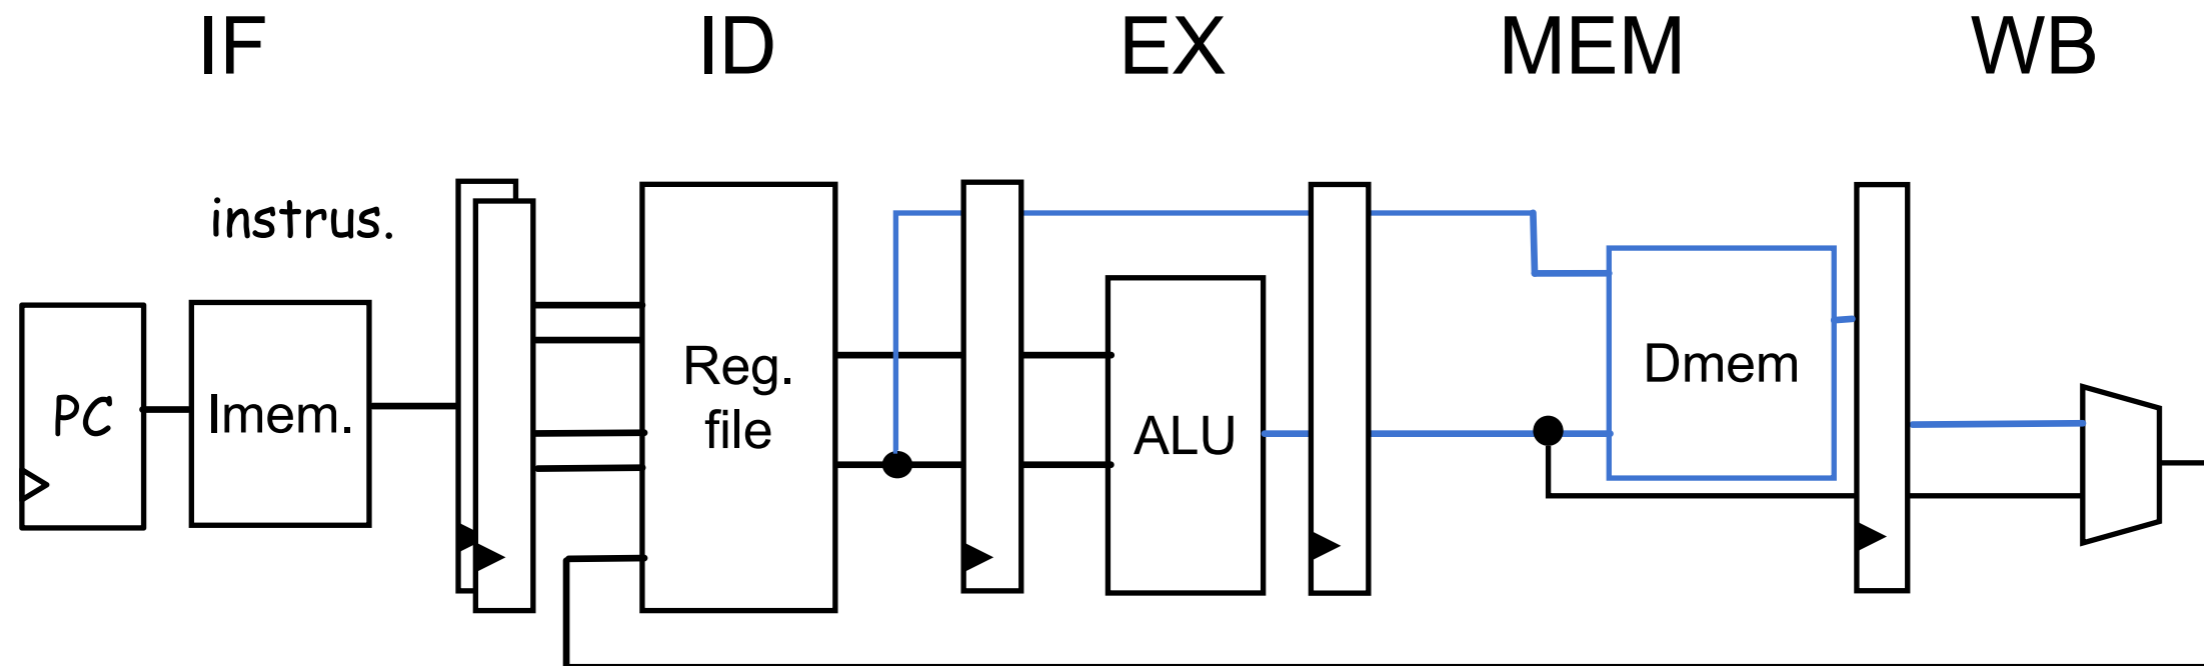 IF ID EX MEM WB
instrus.
PC
Imem.
Reg.
file
ALU
Dmem